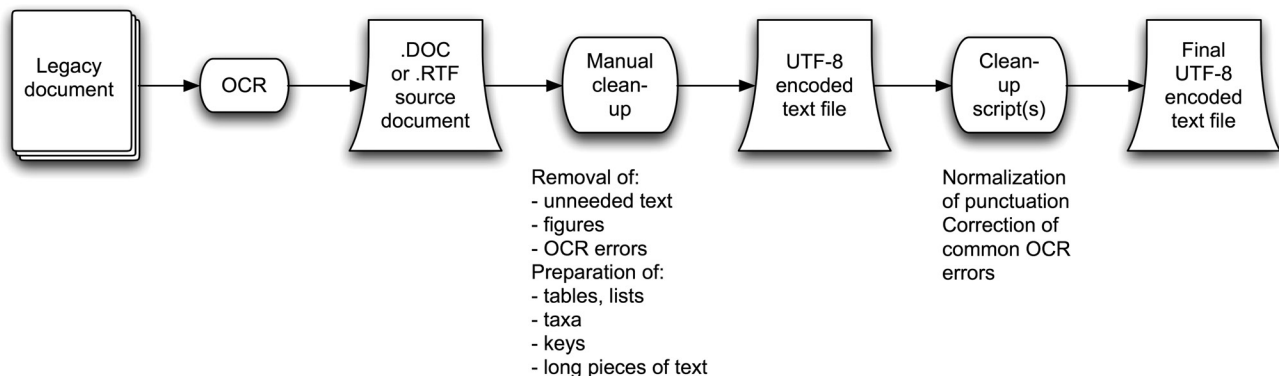 Legacy
document
OCR
.DOC
or .RTF
source
document
Manual
clean-
up
UTF-8
encoded
text file
Clean-
up
script(s)
Final
UTF-8
encoded
text file
Removal of:
- unneeded text
- figures
- OCR errors
Preparation of:
- tables, lists
- taxa
- keys
- long pieces of text
Normalization
of punctuation
Correction of
common OCR
errors